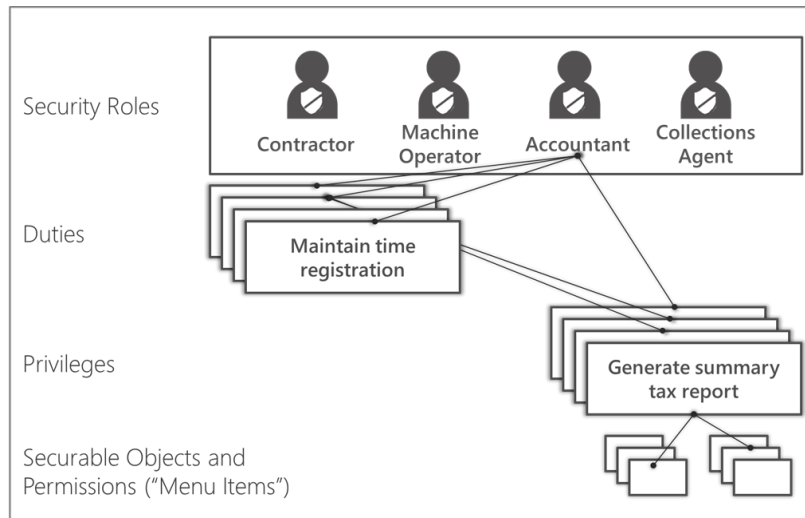 Security Roles
Contractor
Machine
Operator
Accountant
Collections
Agent
Duties
Maintain time
registration
Privileges
Generate summary
tax report
Securable Objects and
Permissions (“Menu Items”)